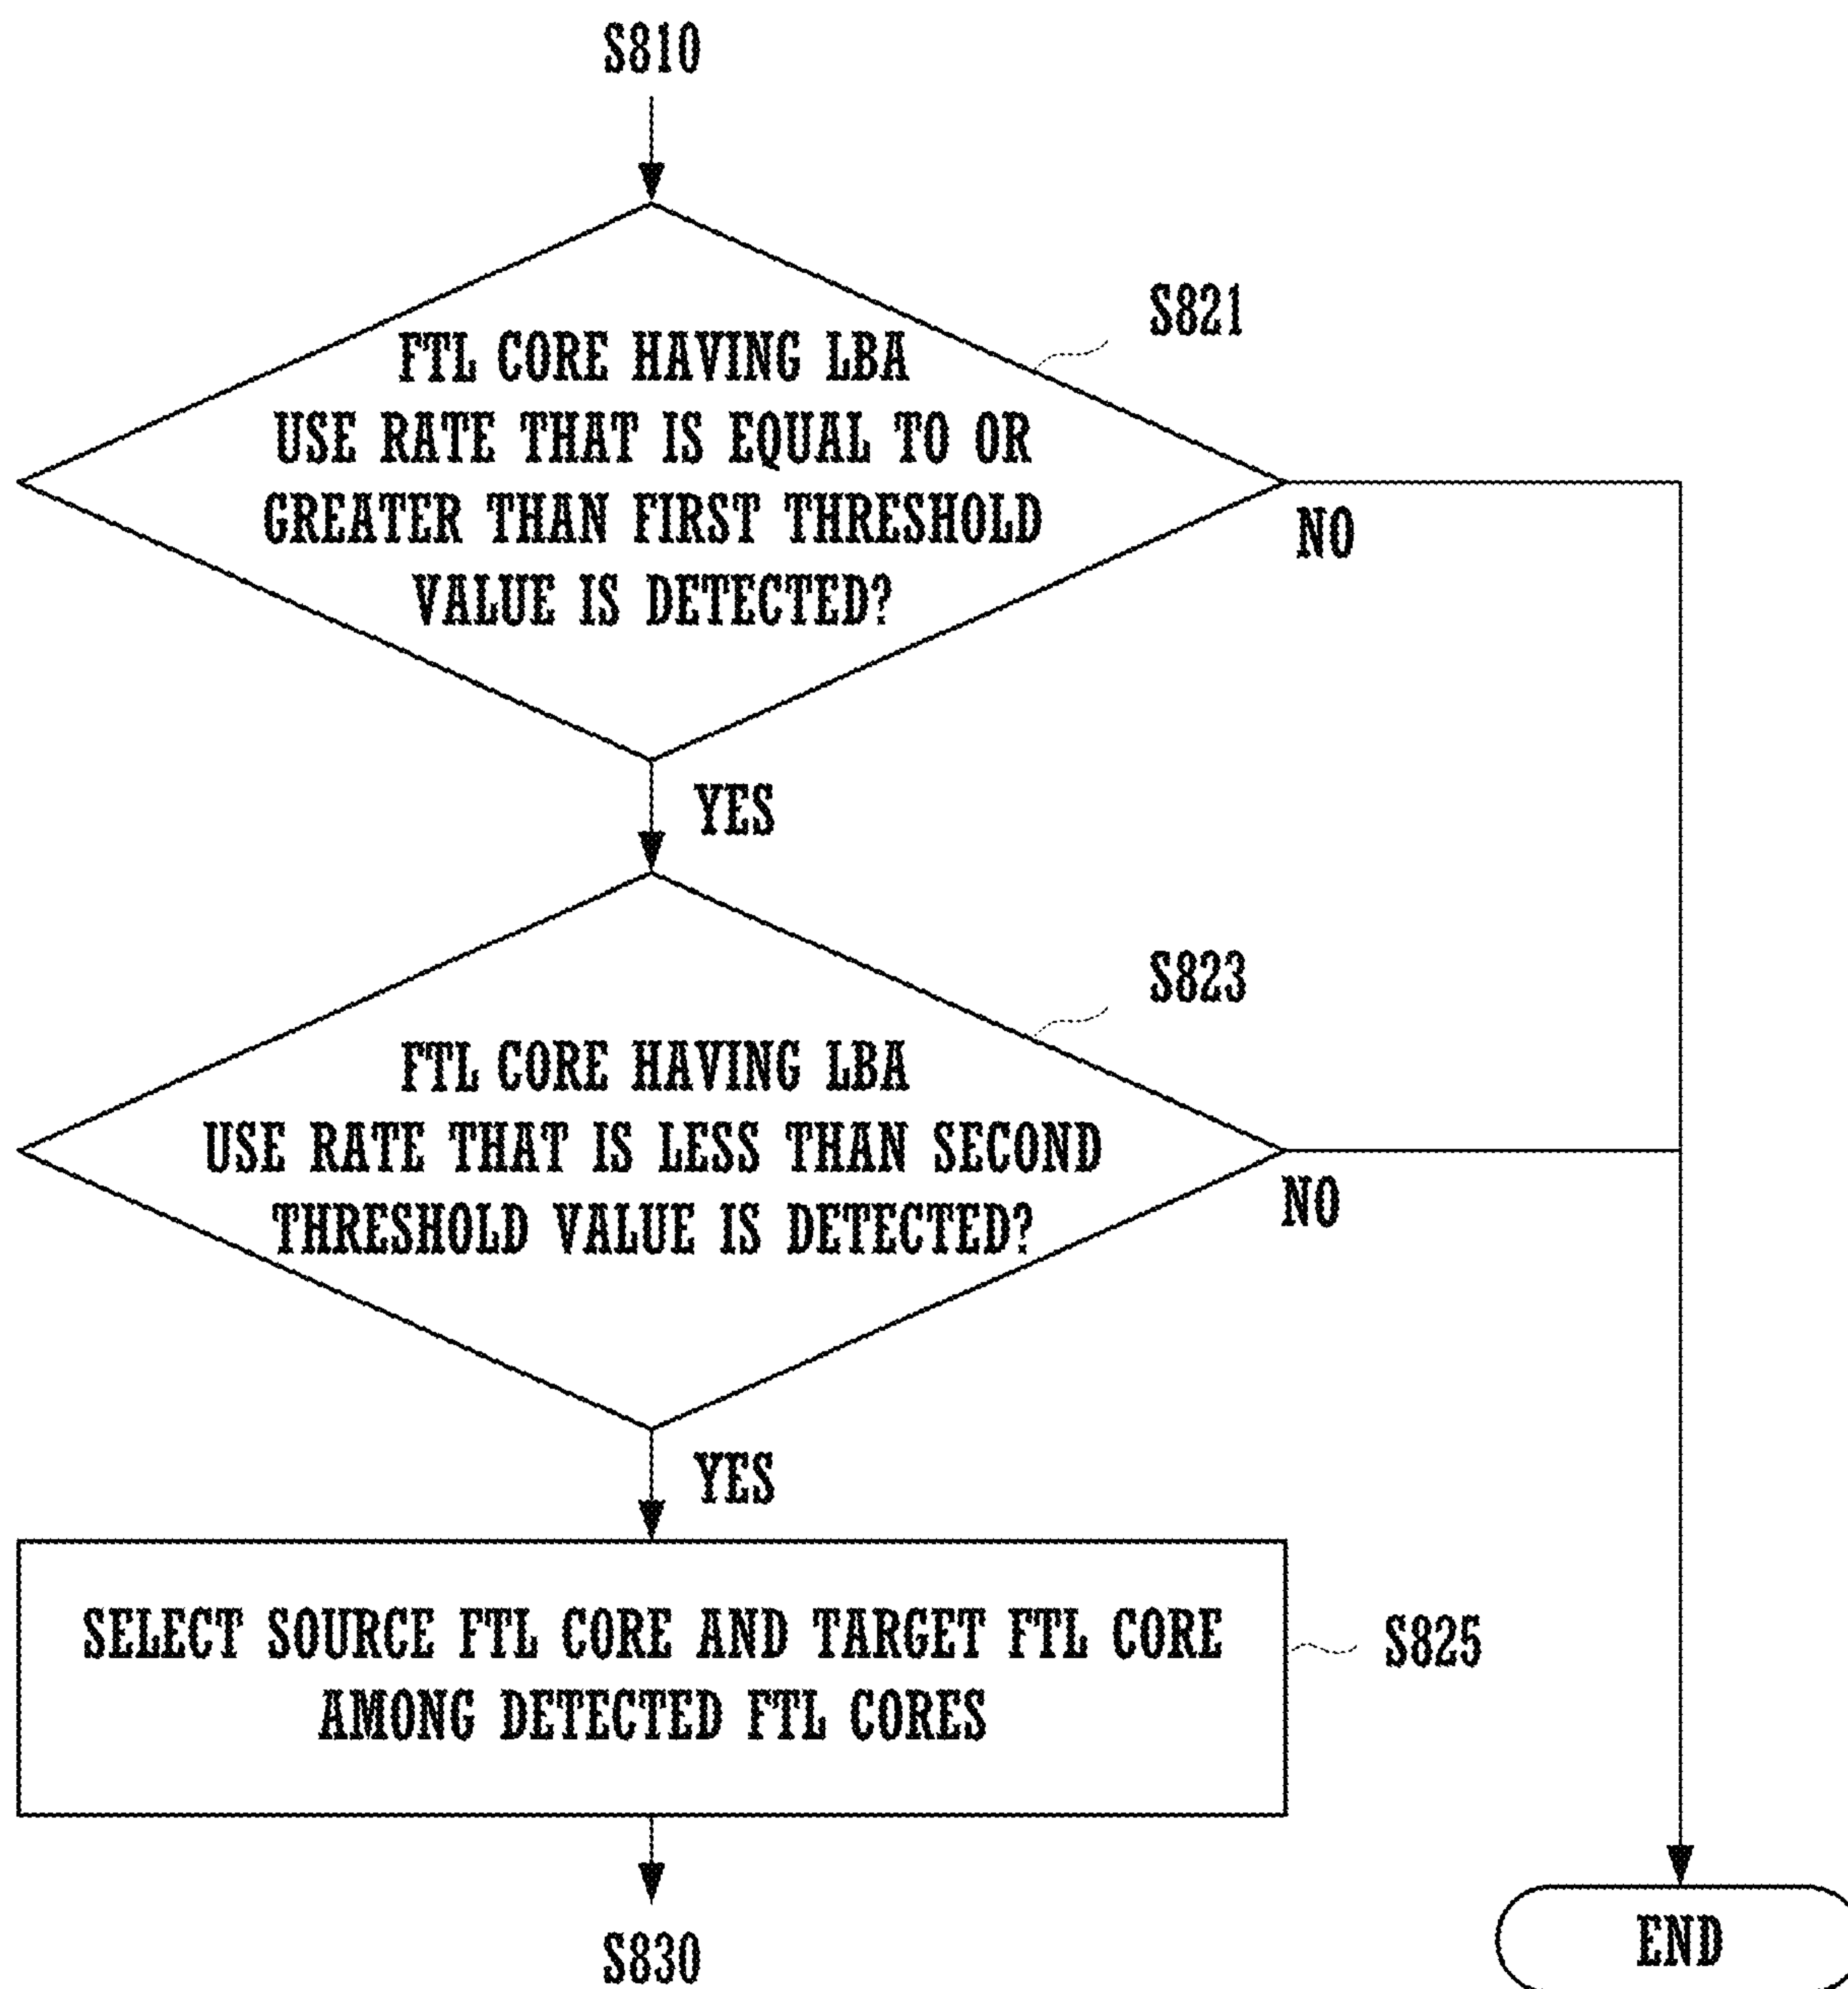 S810
S821
FTL CORE HAVING LBA
USE RATE THAT IS EQUAL TO OR
GREATER THAN FIRST THRESHOLD
VALUE IS DETECTED?
NO
YES
S823
FTL CORE HAVING LBA
USE RATE THAT IS LESS THAN SECOND
THRESHOLD VALUE IS DETECTED?
NO
YES
SELECT SOURCE FTL CORE AND TARGET FTL CORE
AMONG DETECTED FTL CORES
S825
S830
END